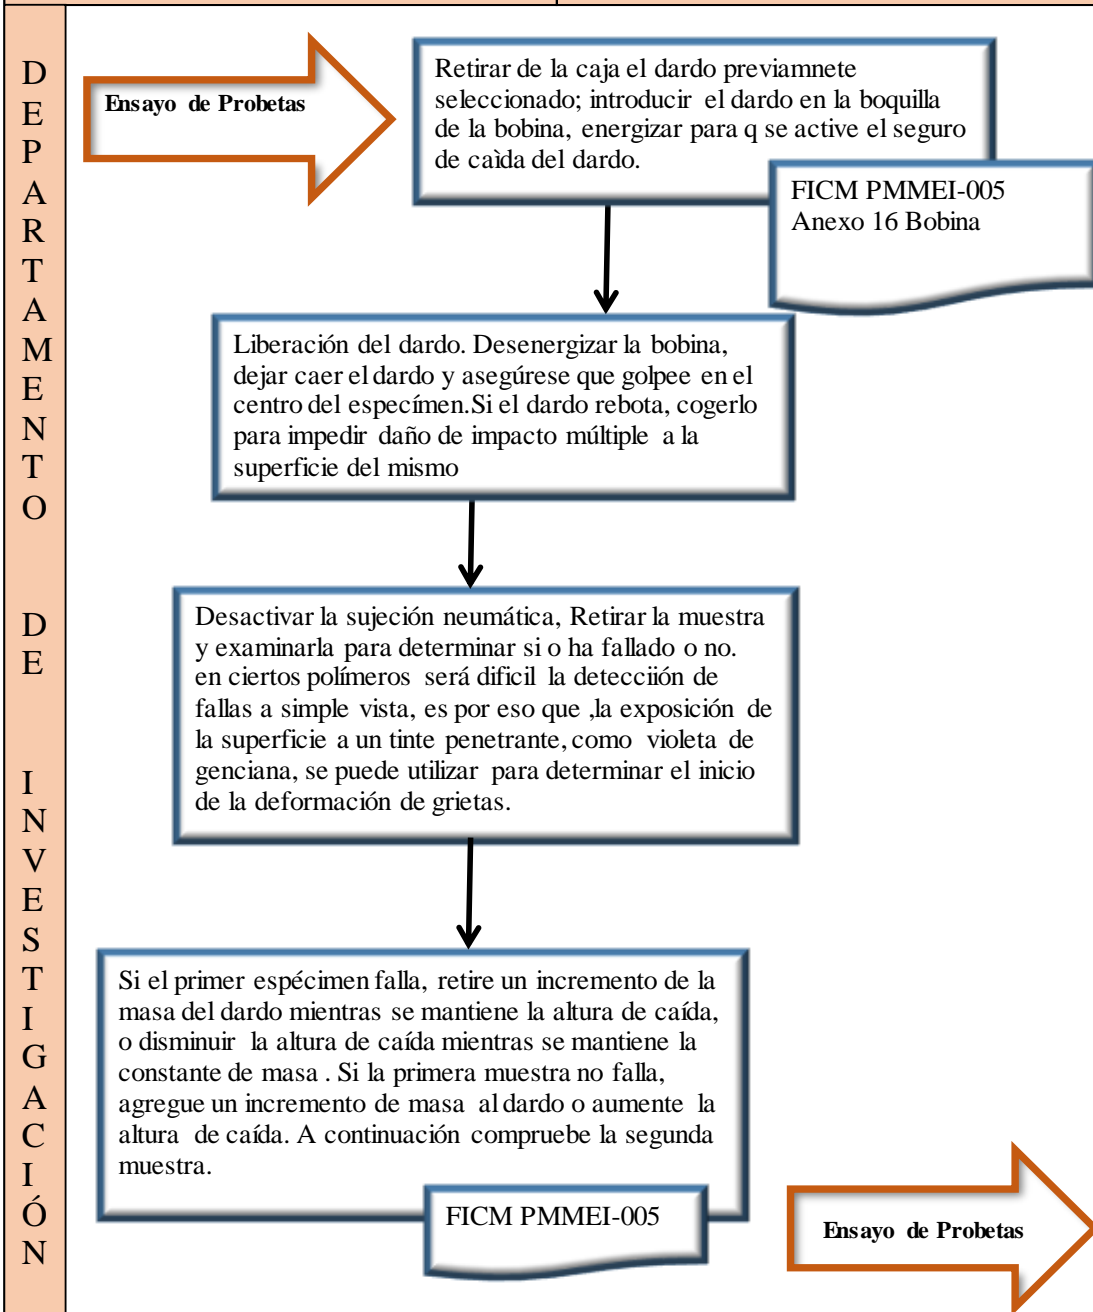 DEPARTAMENTO DE INVESTIGACIÓN
Ensayo de Probetas
Retirar de la caja el dardo previamnete
seleccionado; introducir el dardo en la boquilla
de la bobina, energizar para q se active el seguro
de caìda del dardo.
FICM PMMEI-005
Anexo 16 Bobina
Liberación del dardo. Desenergizar la bobina,
dejar caer el dardo y asegúrese que golpee en el
centro del especímen.Si el dardo rebota, cogerlo
para impedir daño de impacto múltiple a la
superficie del mismo
Desactivar la sujeción neumática, Retirar la muestra
y examinarla para determinar si o ha fallado o no.
en ciertos polímeros será dificil la detecciión de
fallas a simple vista, es por eso que ,la exposición de
la superficie a un tinte penetrante, como violeta de
genciana, se puede utilizar para determinar el inicio
de la deformación de grietas.
Si el primer espécimen falla, retire un incremento de la
masa del dardo mientras se mantiene la altura de caída,
o disminuir la altura de caída mientras se mantiene la
constante de masa . Si la primera muestra no falla,
agregue un incremento de masa al dardo o aumente la
altura de caída. A continuación compruebe la segunda
muestra.
FICM PMMEI-005
Ensayo de Probetas